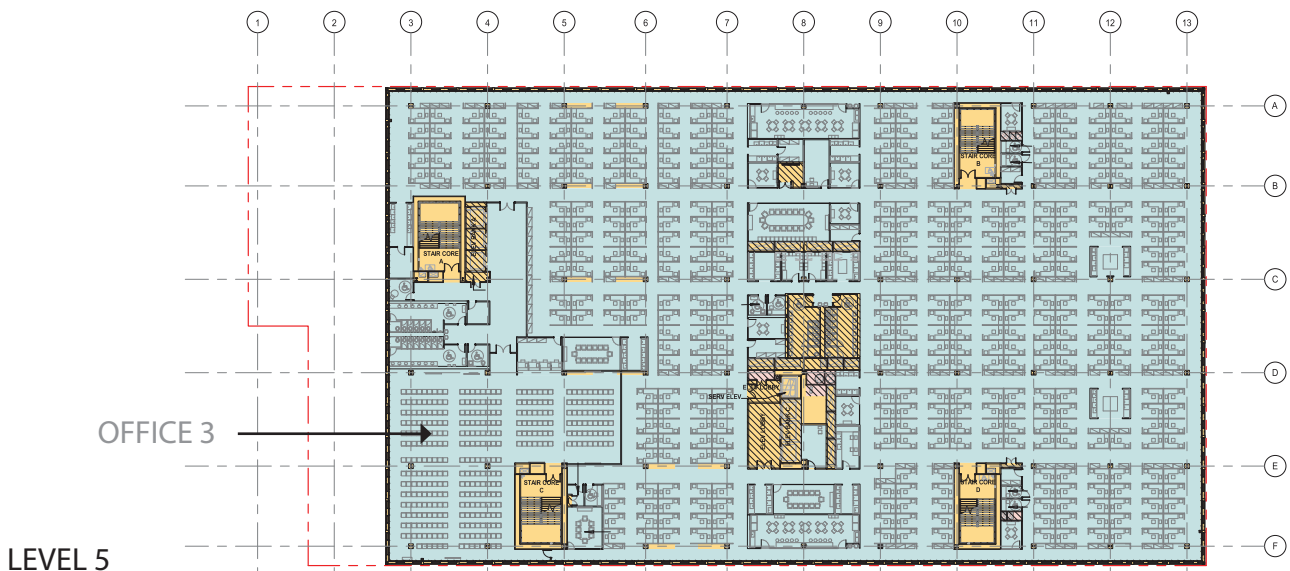 1 2 3 4 5 6 7 8 9 10 11 12 13
A
STAIR CORE
B
B
STAIR CORE
A
C
D
SERV ELEV
OFFICE 3
E
STAIR CORE
C
STAIR CORE
D
LEVEL 5
F